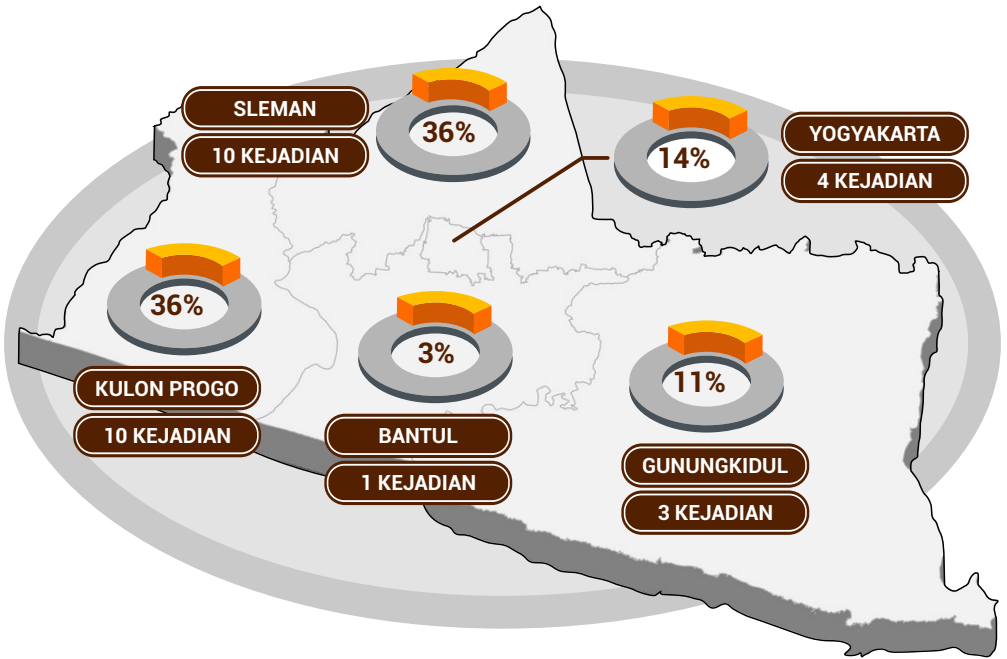 SLEMAN
10 KEJADIAN
36%
14%
YOGYAKARTA
4 KEJADIAN
36%
KULON PROGO
10 KEJADIAN
3%
BANTUL
1 KEJADIAN
11%
GUNUNGKIDUL
3 KEJADIAN